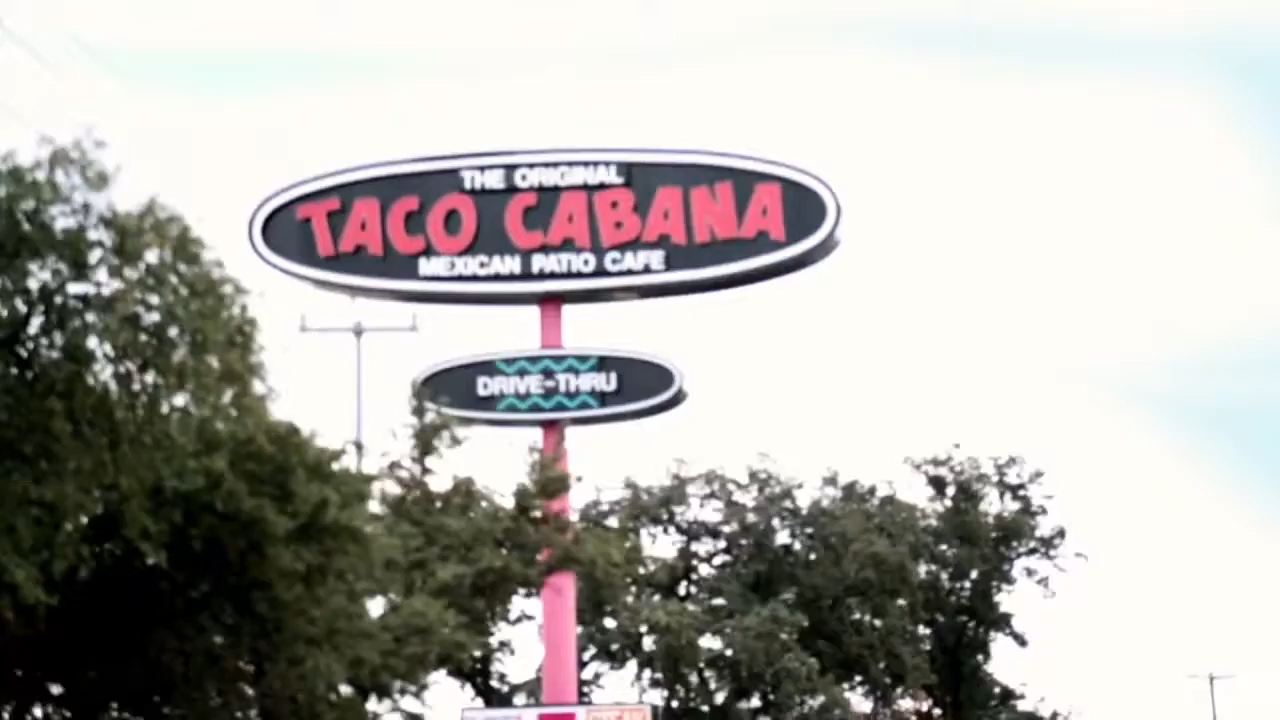 THE ORIGINAL
TACO CABANA
MEXICAN PATIO CAFE
DRIVE-THRU